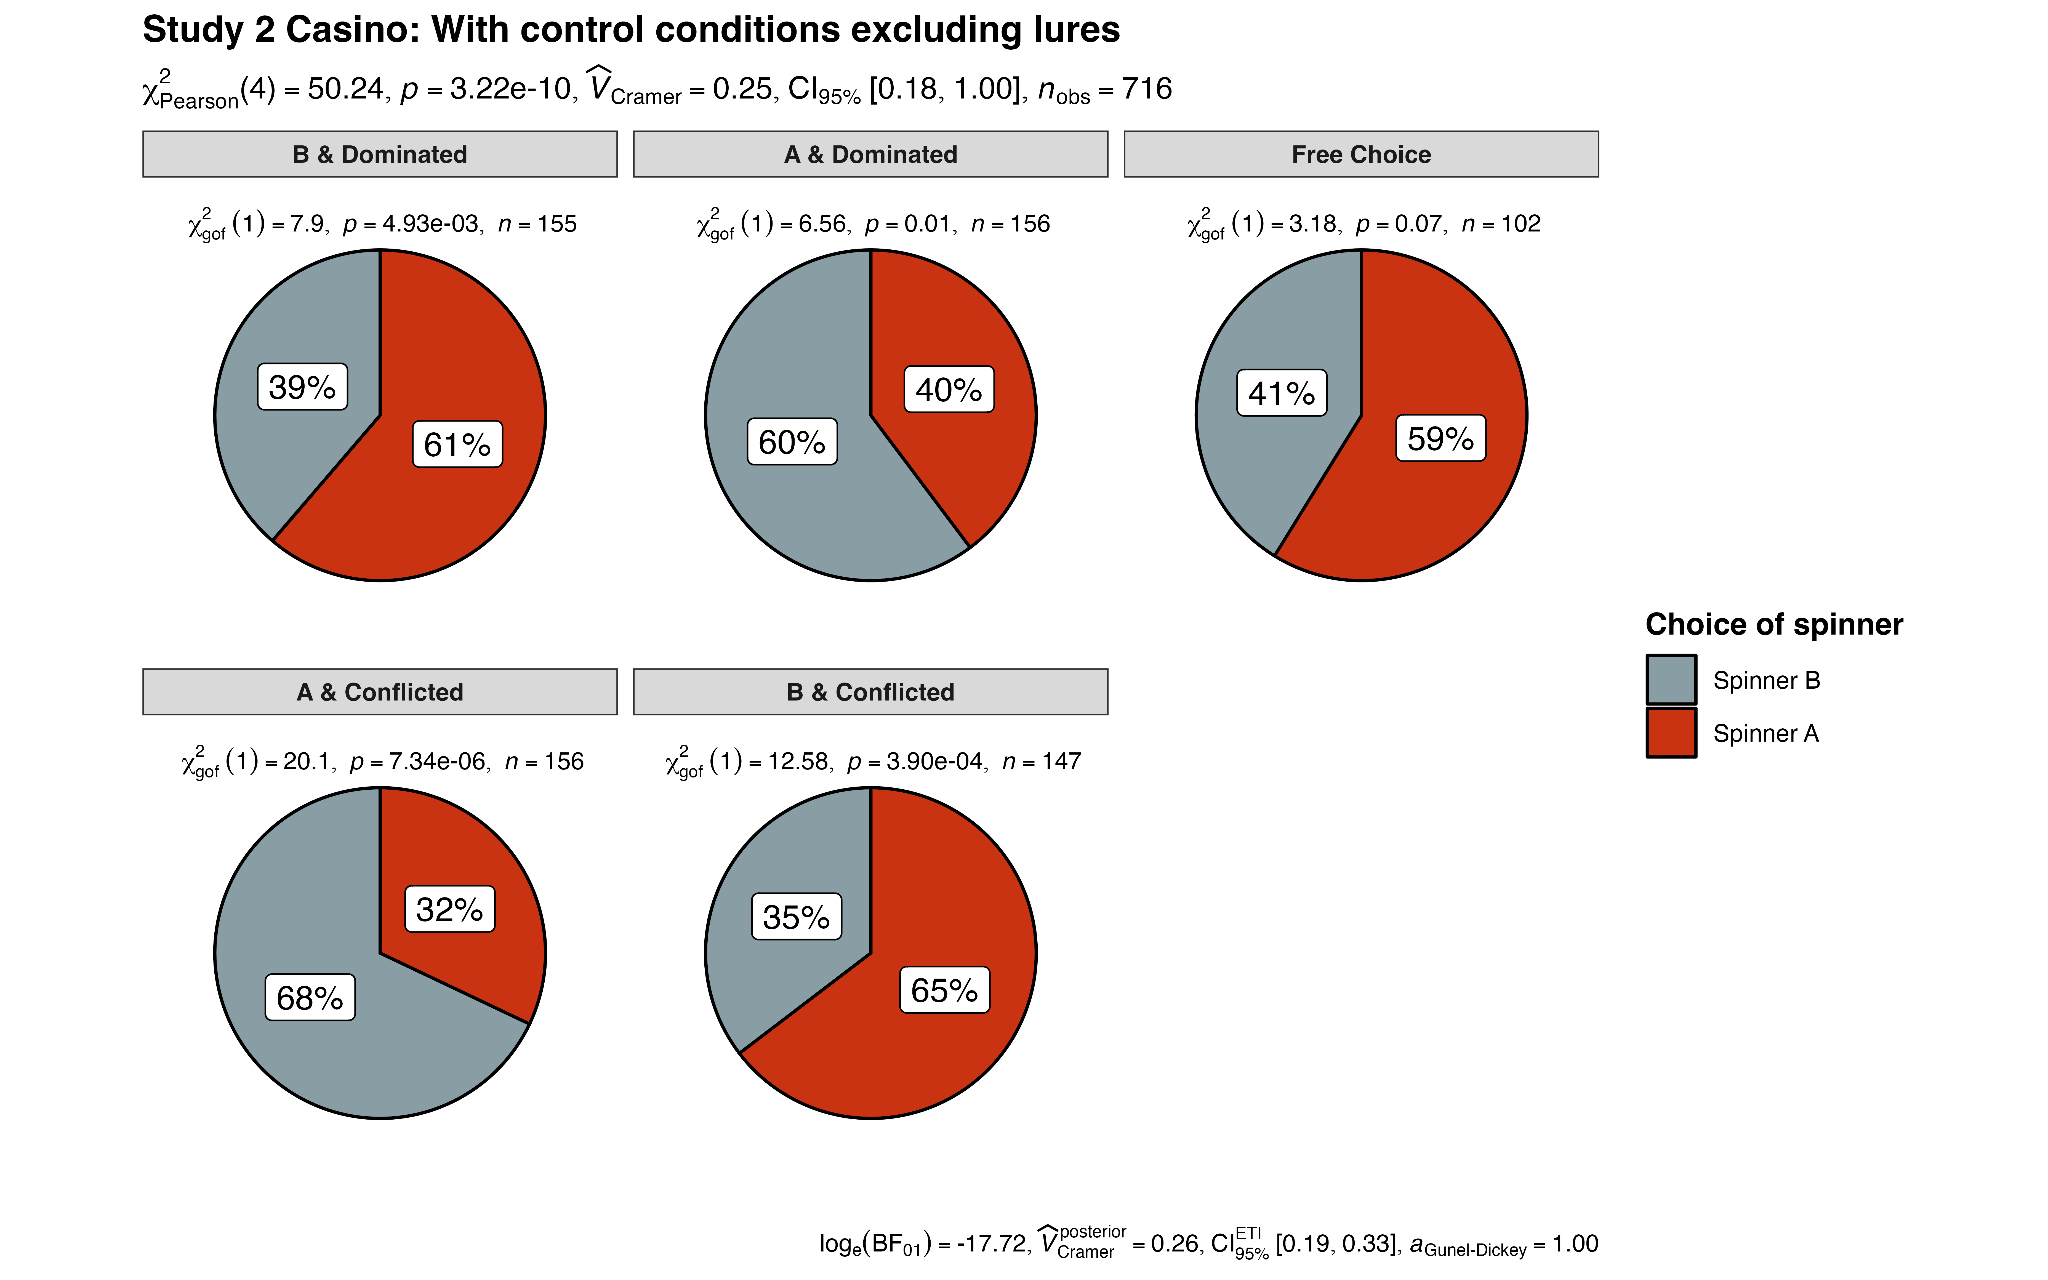 Study 2 Casino: With control conditions excluding lures
χ²Pearson(4) = 50.24, p = 3.22e-10, V̂Cramer = 0.25, CI95% [0.18, 1.00], nobs = 716
B & Dominated
A & Dominated
Free Choice
χ²gof (1) = 7.9, p = 4.93e-03, n = 155
χ²gof (1) = 6.56, p = 0.01, n = 156
χ²gof (1) = 3.18, p = 0.07, n = 102
39%
61%
60%
40%
41%
59%
A & Conflicted
B & Conflicted
χ²gof (1) = 20.1, p = 7.34e-06, n = 156
χ²gof (1) = 12.58, p = 3.90e-04, n = 147
32%
68%
35%
65%
Choice of spinner
Spinner B
Spinner A
loge(BF01) = -17.72, V̂posteriorCramer = 0.26, CIETI95% [0.19, 0.33], aGunel-Dickey = 1.00